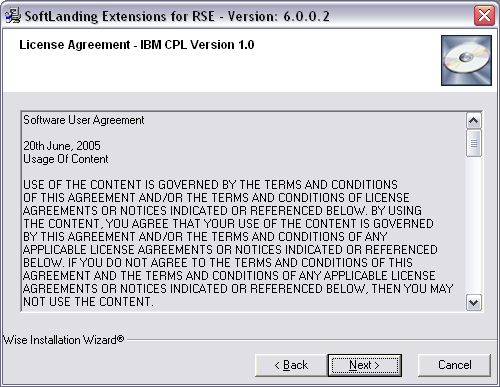 SoftLanding Extensions for RSE - Version: 6.0.0.2
License Agreement - IBM CPL Version 1.0
Software User Agreement
20th June, 2005
Usage Of Content
USE OF THE CONTENT IS GOVERNED BY THE TERMS AND CONDITIONS
OF THIS AGREEMENT AND/OR THE TERMS AND CONDITIONS OF LICENSE
AGREEMENTS OR NOTICES INDICATED OR REFERENCED BELOW. BY USING
THE CONTENT, YOU AGREE THAT YOUR USE OF THE CONTENT IS GOVERNED
BY THIS AGREEMENT AND/OR THE TERMS AND CONDITIONS OF ANY
APPLICABLE LICENSE AGREEMENTS OR NOTICES INDICATED OR REFERENCED
BELOW. IF YOU DO NOT AGREE TO THE TERMS AND CONDITIONS OF THIS
AGREEMENT AND THE TERMS AND CONDITIONS OF ANY APPLICABLE LICENSE
AGREEMENTS OR NOTICES INDICATED OR REFERENCED BELOW, THEN YOU MAY
NOT USE THE CONTENT.
Wise Installation Wizard®
< Back
Next >
Cancel